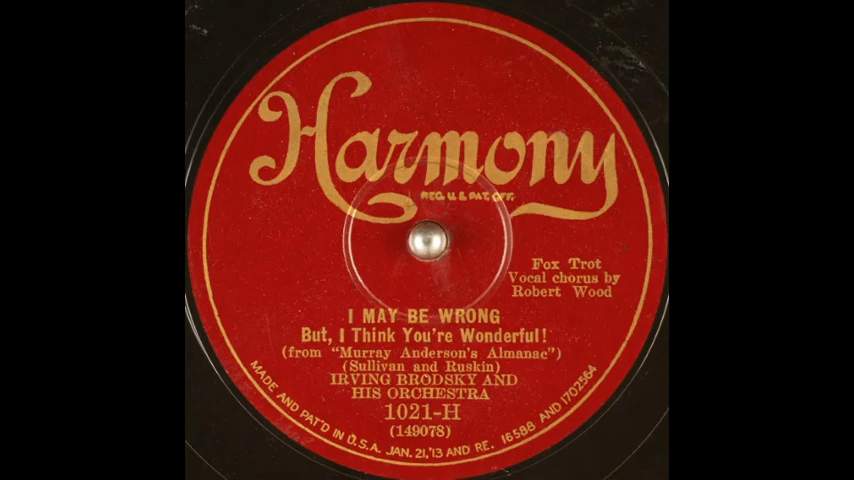 Harmony
REG. U.S. PAT. OFF.
Fox Trot
Vocal chorus by
Robert Wood
I MAY BE WRONG
But, I Think You're Wonderful!
(from "Murray Anderson's Almanac")
(Sullivan and Ruskin)
IRVING BRODSKY AND
HIS ORCHESTRA
1021-H
(149078)
MADE AND PAT'D IN U.S.A. JAN. 21,'13 AND RE. 16588 AND 1702564